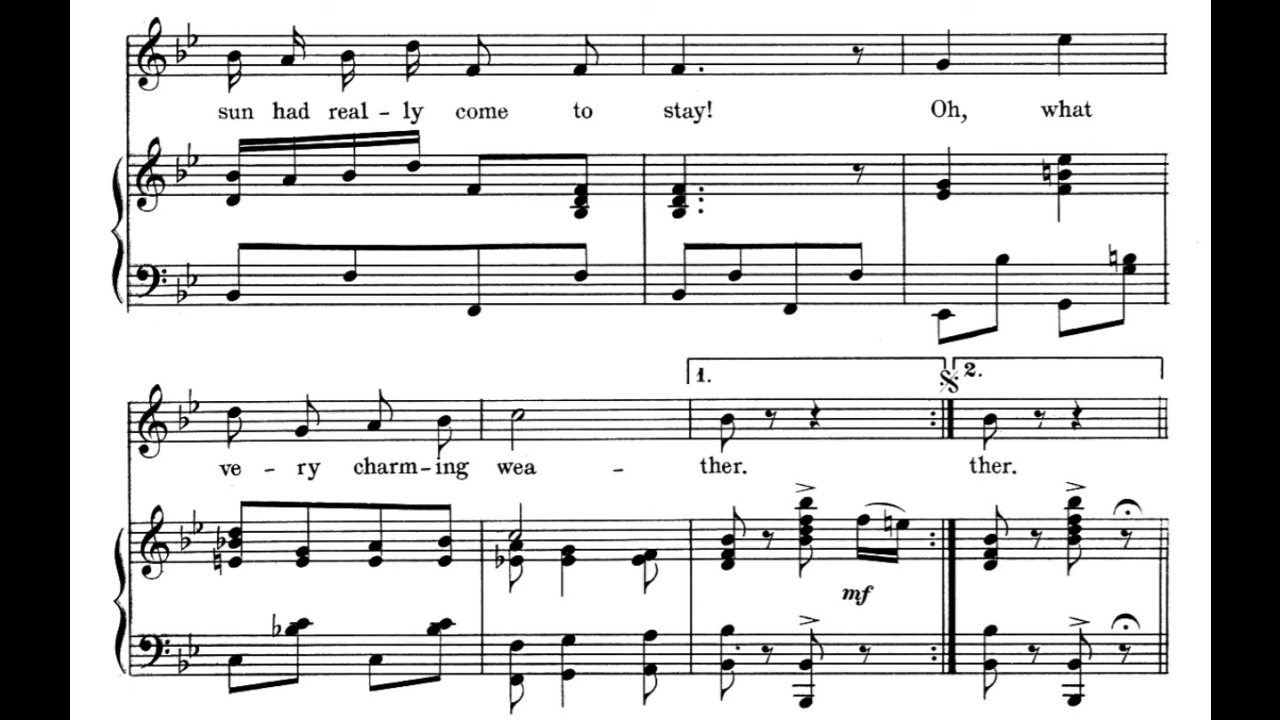 sun had real - ly come to stay! Oh, what
1. 2.
ve - ry charm - ing wea - ther. ther.
mf